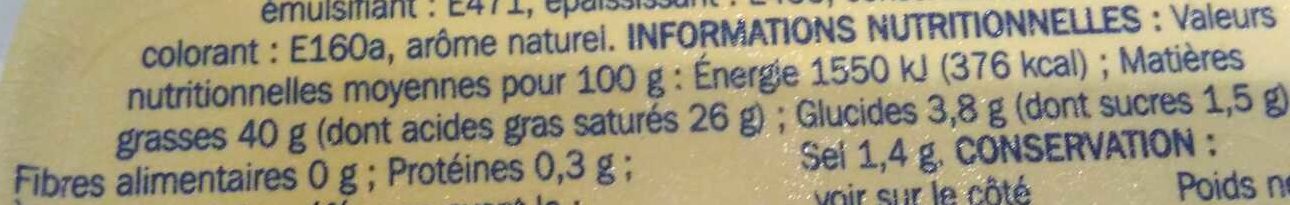 émulsifiant : E471, épaississant :
colorant : E160a, arôme naturel. INFORMATIONS NUTRITIONNELLES : Valeurs
nutritionnelles moyennes pour 100 g : Énergie 1550 kJ (376 kcal) ; Matières
grasses 40 g (dont acides gras saturés 26 g) ; Glucides 3,8 g (dont sucres 1,5 g)
Fibres alimentaires 0 g ; Protéines 0,3 g ; Sel 1,4 g. CONSERVATION :
voir sur le côté Poids